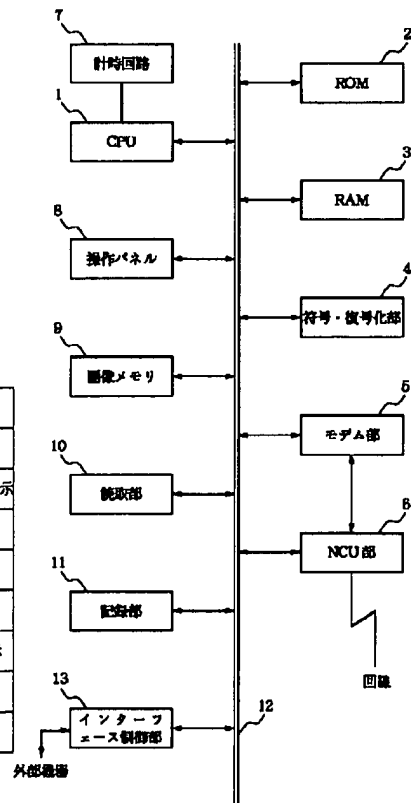 7
計時回路
1
CPU
8
操作パネル
9
画像メモリ
10
読取部
11
記録部
13
インターフ
ェース制御部
外部機器
2
ROM
3
RAM
4
符号・復号化部
5
モデム部
6
NCU部
回線
12
示